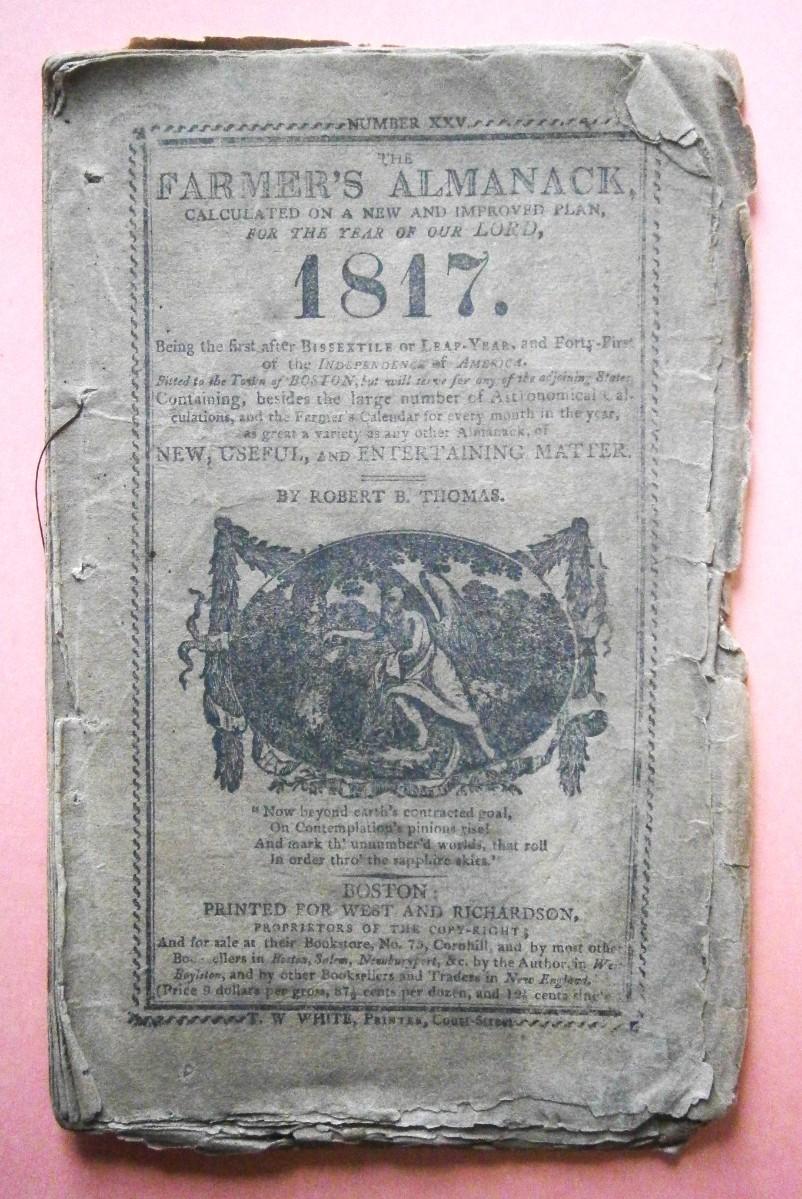 NUMBER XXV.
THE
FARMER'S ALMANACK,
CALCULATED ON A NEW AND IMPROVED PLAN,
FOR THE YEAR OF OUR LORD,
1817.
Being the first after BISSEXTILE or LEAP-YEAR, and Forty-First
of the INDEPENDENCE of AMERICA.
Fitted to the Town of BOSTON, but will serve for any of the adjoining States
Containing, besides the large number of Astronomical Cal-
culations, and the Farmer's Calendar for every month in the year,
as great a variety as any other Almanack, of
NEW, USEFUL, AND ENTERTAINING MATTER.
BY ROBERT B. THOMAS.
"Now beyond earth's contracted goal,
On Contemplation's pinions rise!
And mark th' unnumber'd worlds, that roll
In order thro' the sapphire skies."
BOSTON:
PRINTED FOR WEST AND RICHARDSON,
PROPRIETORS OF THE COPY-RIGHT;
And for sale at their Bookstore, No. 75, Cornhill, and by most other
Booksellers in Boston, Salem, Newburyport, &c. by the Author, in
Boylston, and by other Booksellers and Traders in New England.
(Price 9 dollars per gross, 87½ cents per dozen, and 12½ cents single
T. W WHITE, PRINTER, Court-Street